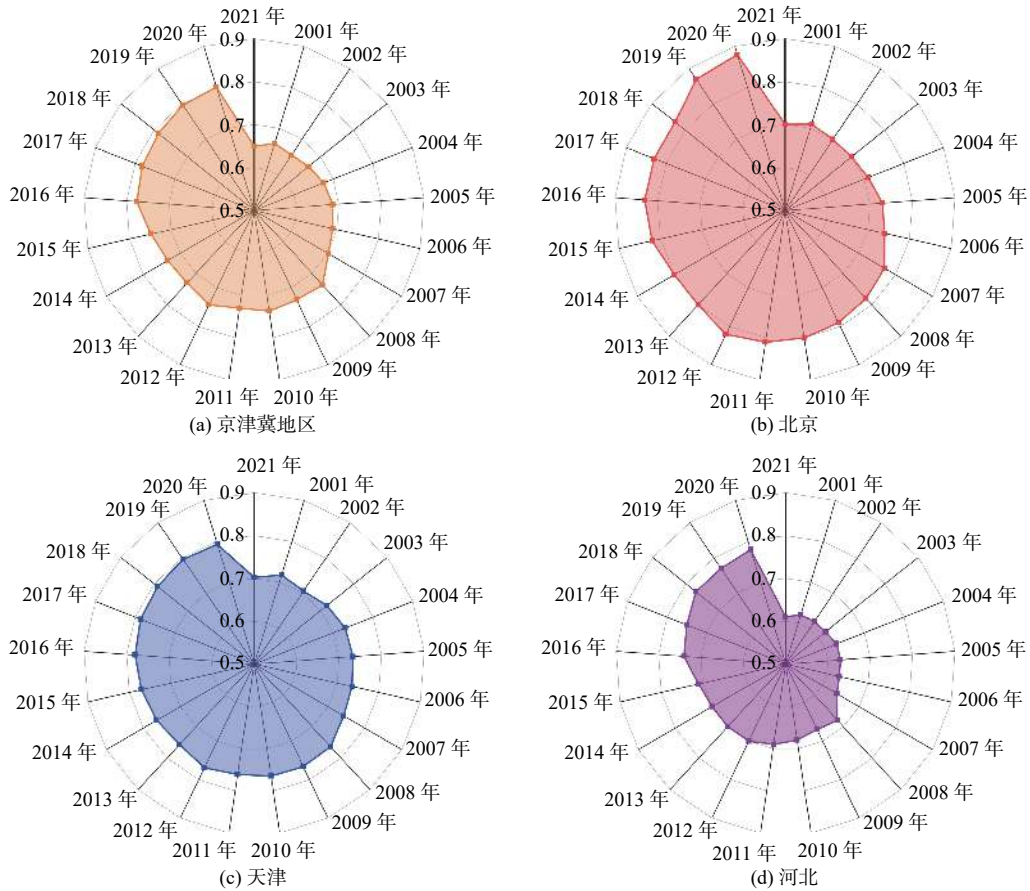 2021 年
2001 年
2002 年
2003 年
2004 年
2005 年
2006 年
2007 年
2008 年
2009 年
2010 年
2011 年
2012 年
2013 年
2014 年
2015 年
2016 年
2017 年
2018 年
2019 年
2020 年
0.9
0.8
0.7
0.6
0.5
(a) 京津冀地区
2021 年
2001 年
2002 年
2003 年
2004 年
2005 年
2006 年
2007 年
2008 年
2009 年
2010 年
2011 年
2012 年
2013 年
2014 年
2015 年
2016 年
2017 年
2018 年
2019 年
2020 年
0.9
0.8
0.7
0.6
0.5
(b) 北京
2021 年
2001 年
2002 年
2003 年
2004 年
2005 年
2006 年
2007 年
2008 年
2009 年
2010 年
2011 年
2012 年
2013 年
2014 年
2015 年
2016 年
2017 年
2018 年
2019 年
2020 年
0.9
0.8
0.7
0.6
0.5
(c) 天津
2021 年
2001 年
2002 年
2003 年
2004 年
2005 年
2006 年
2007 年
2008 年
2009 年
2010 年
2011 年
2012 年
2013 年
2014 年
2015 年
2016 年
2017 年
2018 年
2019 年
2020 年
0.9
0.8
0.7
0.6
0.5
(d) 河北